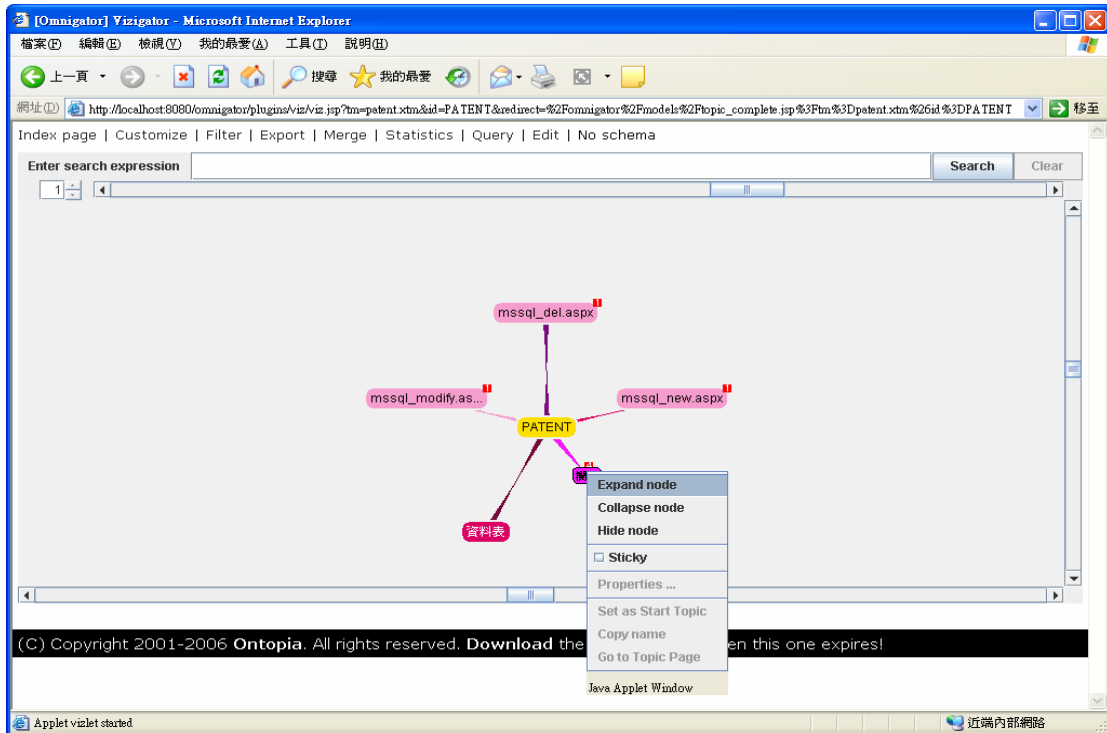 [Omnigator] Vizigator - Microsoft Internet Explorer
檔案(F) 編輯(E) 檢視(V) 我的最愛(A) 工具(T) 說明(H)
上一頁 搜尋 我的最愛
網址(D) http://localhost:8080/omnigator/plugins/viz/viz.jsp?tm=patent.xtm&id=PATENT&redirect=%2Fomnigator%2Fmodels%2Ftopic_complete.jsp%3Ftm%3Dpatent.xtm%26id%3DPATENT 移至
Index page | Customize | Filter | Export | Merge | Statistics | Query | Edit | No schema
Enter search expression Search Clear
1
mssql_del.aspx 1
mssql_modify.as... 1 mssql_new.aspx 1
PATENT
Expand node
Collapse node
Hide node
資料表
Sticky
Properties ...
Set as Start Topic
Copy name
Go to Topic Page
Java Applet Window
(C) Copyright 2001-2006 Ontopia. All rights reserved. Download the en this one expires!
Applet vizlet started 近端內部網路